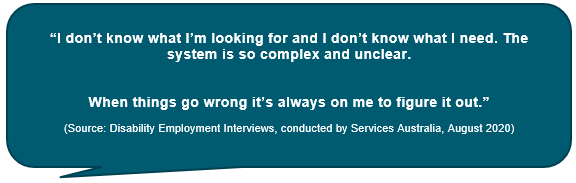 “I don’t know what I’m looking for and I don’t know what I need. The
system is so complex and unclear.
When things go wrong it’s always on me to figure it out.”
(Source: Disability Employment Interviews, conducted by Services Australia, August 2020)